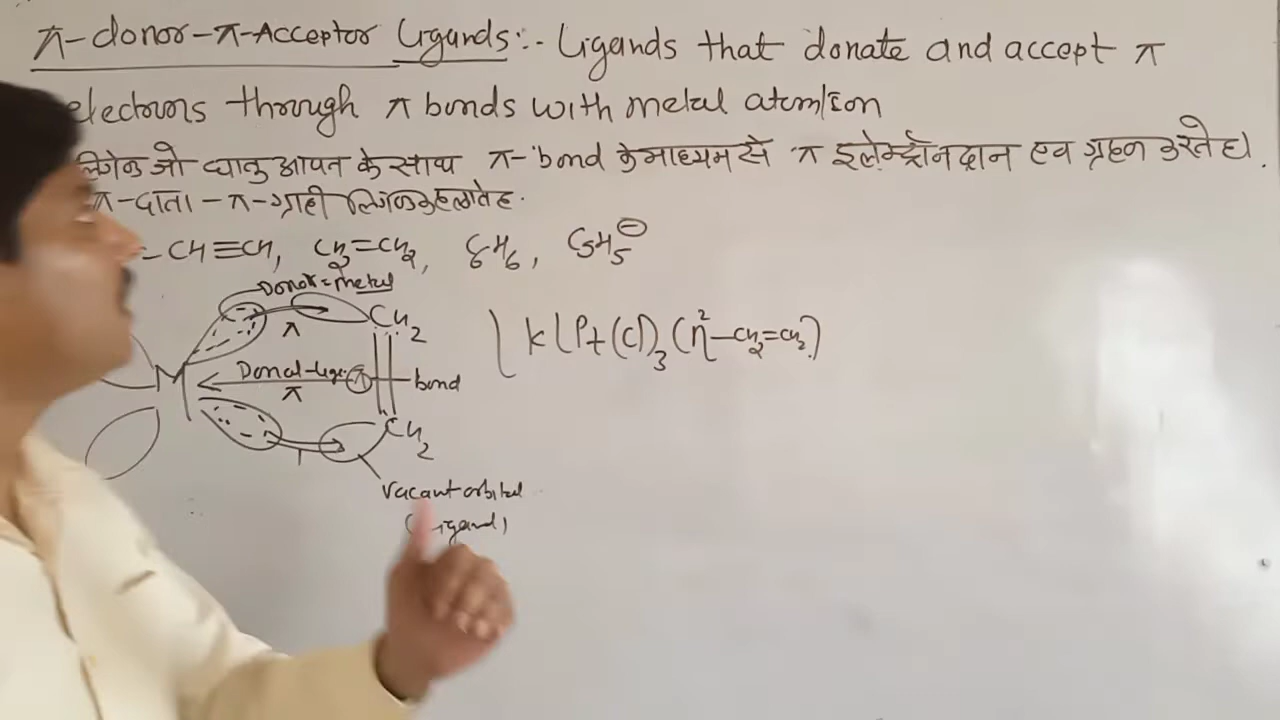 π-donor-π-Acceptor Ligands:- Ligands that donate and accept π
electrons through π bonds with metal atom/Ion
लिगेण्ड जो धातु आयन के साथ π-bond के माध्यम से π इलेक्ट्रॉन दान एव ग्रहण करते है।
π-दाता-π-ग्राही लिगेण्ड कहलाते है.
- CH≡CH, CH₂=CH₂, C₆H₆, C₅H₅⊖
Donor=metal
π
CH₂
K[Pt(Cl)₃(η²-CH₂=CH₂)]
M
π
bond
π
CH₂
Vacant orbital